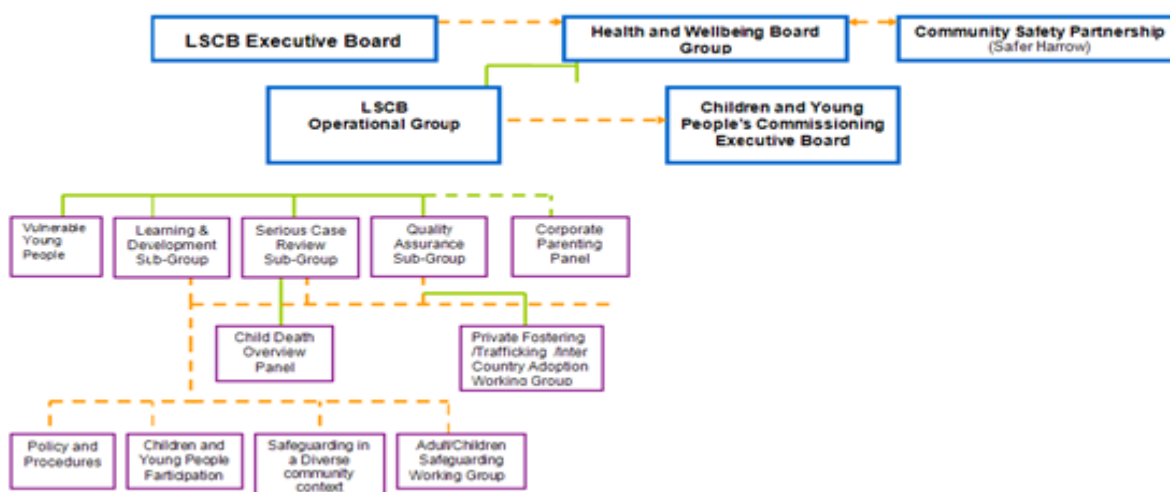 LSCB Executive Board
Health and Wellbeing Board
Group
Community Safety Partnership
(Safer Harrow)
LSCB
Operational Group
Children and Young
People's Commissioning
Executive Board
Vulnerable
Young
People
Learning &
Development
Sub-Group
Serious Case
Review
Sub-Group
Quality
Assurance
Sub-Group
Corporate
Parenting
Panel
Child Death
Overview
Panel
Private Fostering
/Trafficking /Inter
Country Adoption
Working Group
Policy and
Procedures
Children and
Young People
Participation
Safeguarding in
a Diverse
community
context
Adult/Children
Safeguarding
Working Group